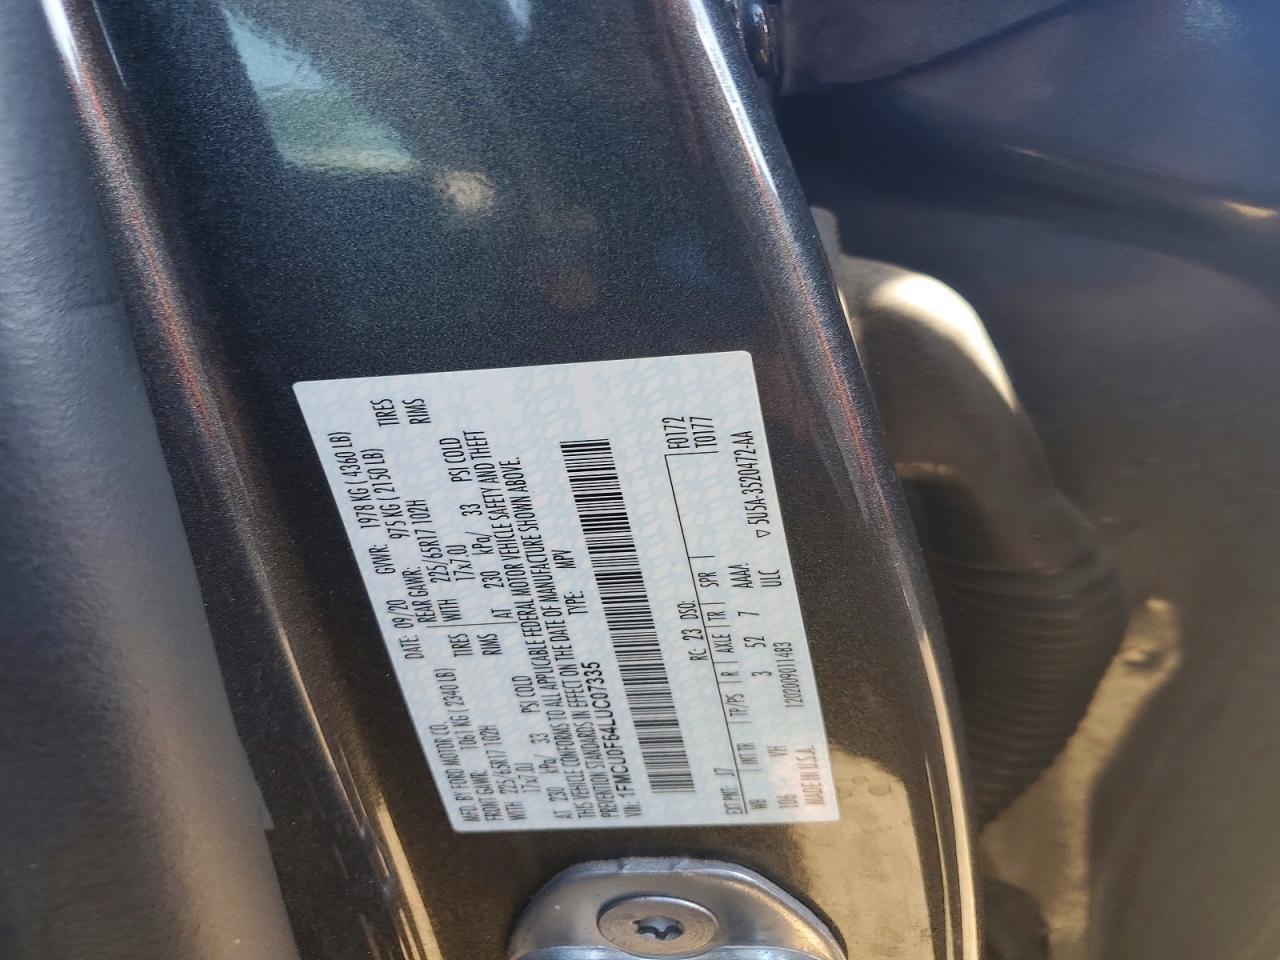 MFD. BY FORD MOTOR CO.
DATE: 09/20 GVWR: 1978 KG ( 4360 LB)
FRONT GAWR: 1061 KG ( 2340 LB) REAR GAWR: 975 KG ( 2150 LB)
WITH 225/65R17 102H TIRES WITH 225/65R17 102H TIRES
17x7.0J RIMS 17x7.0J RIMS
AT 230 kPa/ 33 PSI COLD AT 230 kPa/ 33 PSI COLD
THIS VEHICLE CONFORMS TO ALL APPLICABLE FEDERAL MOTOR VEHICLE SAFETY AND THEFT
PREVENTION STANDARDS IN EFFECT ON THE DATE OF MANUFACTURE SHOWN ABOVE.
VIN: 1FMCU0F64LUC07335 TYPE: MPV
F0172
T0177
RC: 23 DSO:
EXT PNT: J7
INT TR TP/PS R AXLE TR SPR
W8 3 52 7 AAAA
U6 VH ULC
▽ 5U5A-3520472-AA
MADE IN U.S.A. 120200901 1483